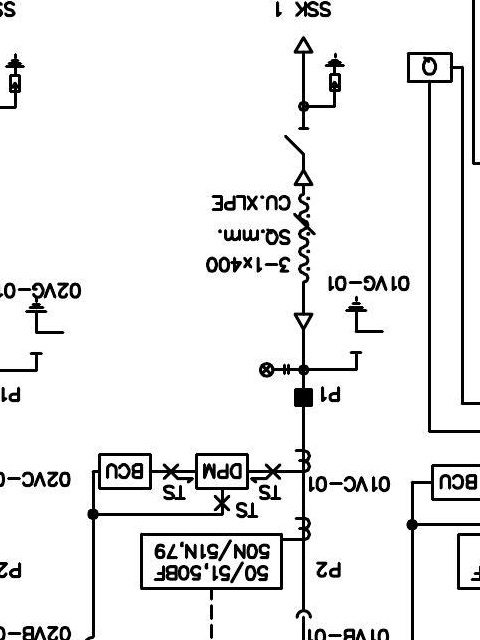 01VB-01
02VB-0
P2
50/51,50BF
50N/51N,79
P2
TS
TS
TS
BCU
01VC-01
DPM
BCU
02VC-0
P1
P1
01VG-01
02VG-01
3-1x400
SQ.mm.
CU.XLPE
Q
SSK 1
SS